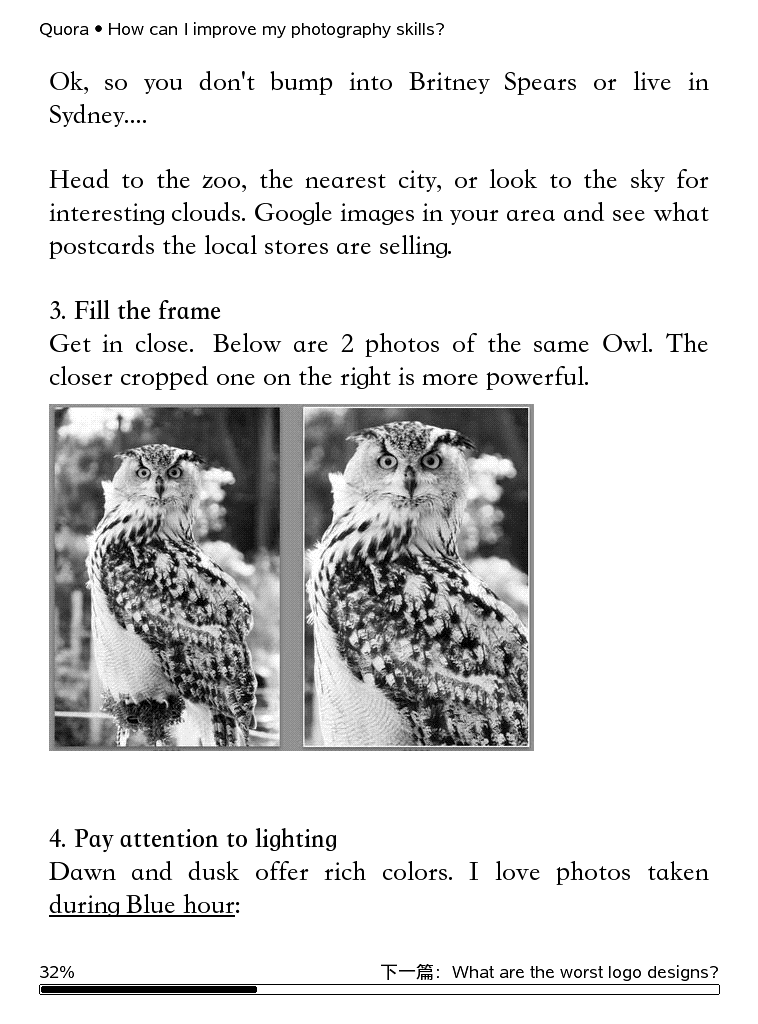 Quora • How can I improve my photography skills?
Ok, so you don't bump into Britney Spears or live in
Sydney....
Head to the zoo, the nearest city, or look to the sky for
interesting clouds. Google images in your area and see what
postcards the local stores are selling.
3. Fill the frame
Get in close. Below are 2 photos of the same Owl. The
closer cropped one on the right is more powerful.
4. Pay attention to lighting
Dawn and dusk offer rich colors. I love photos taken
during Blue hour:
32%
下一篇：What are the worst logo designs?